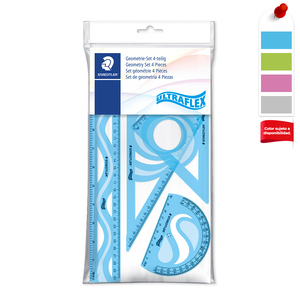 STAEDTLER
Geometrie-Set 4-teilig
Geometry Set 4 Pieces
Set géométrie 4 Pièces
Set de geometría 4 Piezas
ULTRAFLEX
Color sujeto a
disponibilidad.